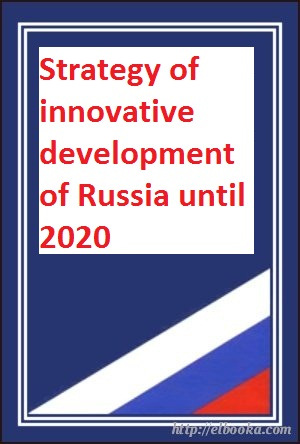 Strategy of
innovative
development
of Russia until
2020
http://elbooka.com